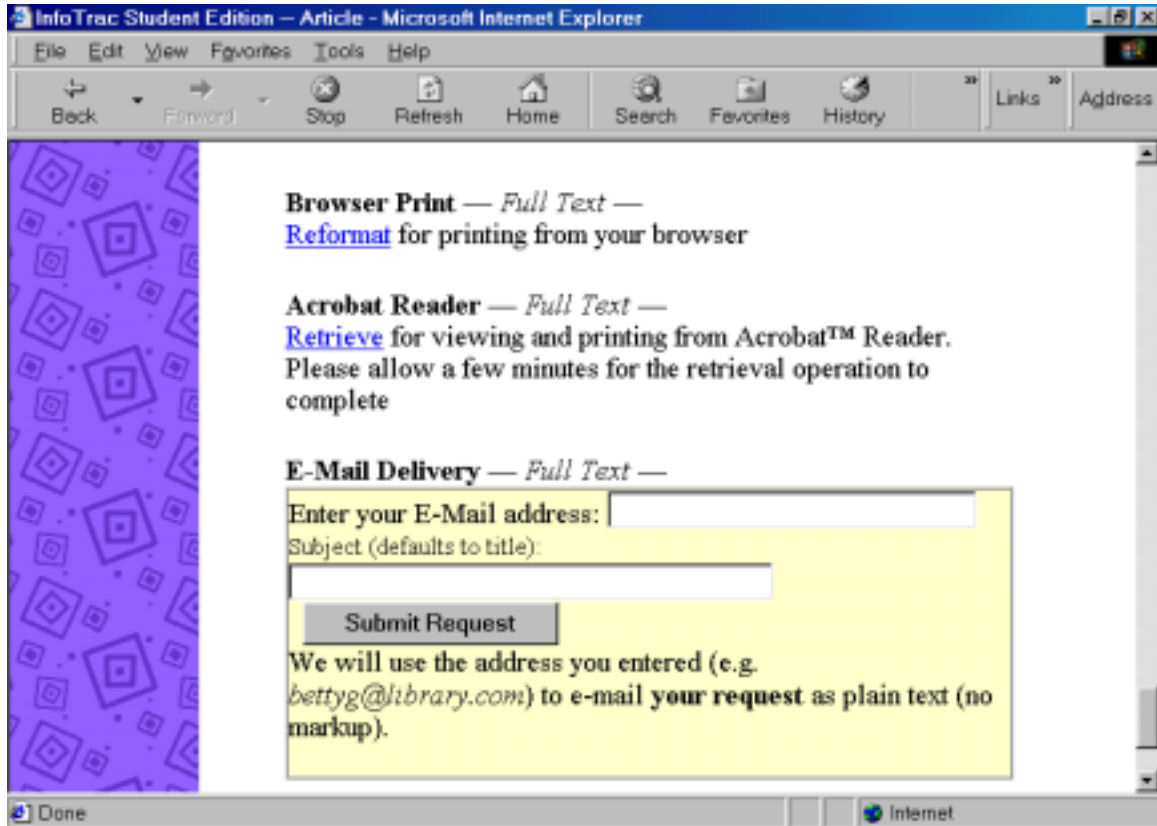 InfoTrac Student Edition — Article - Microsoft Internet Explorer
File Edit View Favorites Tools Help
Back Forward Stop Refresh Home Search Favorites History » Links » Address
Browser Print — Full Text —
Reformat for printing from your browser
Acrobat Reader — Full Text —
Retrieve for viewing and printing from Acrobat™ Reader.
Please allow a few minutes for the retrieval operation to
complete
E-Mail Delivery — Full Text —
Enter your E-Mail address:
Subject (defaults to title):
Submit Request
We will use the address you entered (e.g.
bettyg@library.com) to e-mail your request as plain text (no
markup).
Done Internet